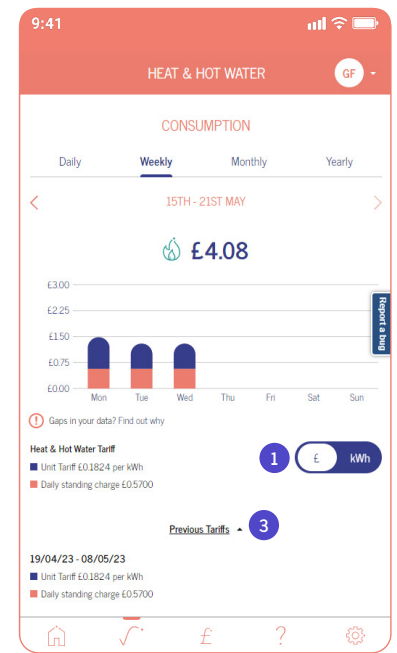 9:41
HEAT & HOT WATER
GF
CONSUMPTION
Daily Weekly Monthly Yearly
15TH - 21ST MAY
£4.08
£3.00
£2.25
£1.50
£0.75
£0.00
Mon Tue Wed Thu Fri Sat Sun
Report a bug
Gaps in your data? Find out why
Heat & Hot Water Tariff
Unit Tariff £0.1824 per kWh
Daily standing charge £0.5700
1
£ kWh
Previous Tariffs
3
19/04/23 - 08/05/23
Unit Tariff £0.1824 per kWh
Daily standing charge £0.5700
£ ?